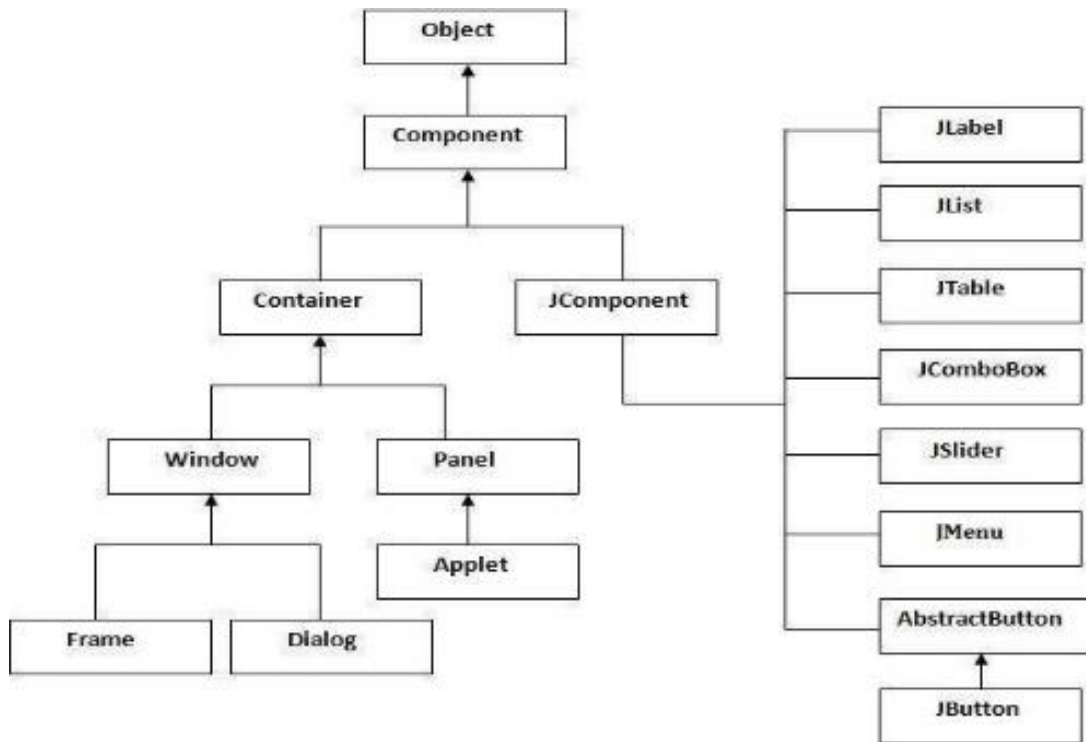 Object
Component
Container
JComponent
Window
Panel
Applet
Frame
Dialog
JLabel
JList
JTable
JComboBox
JSlider
JMenu
AbstractButton
JButton